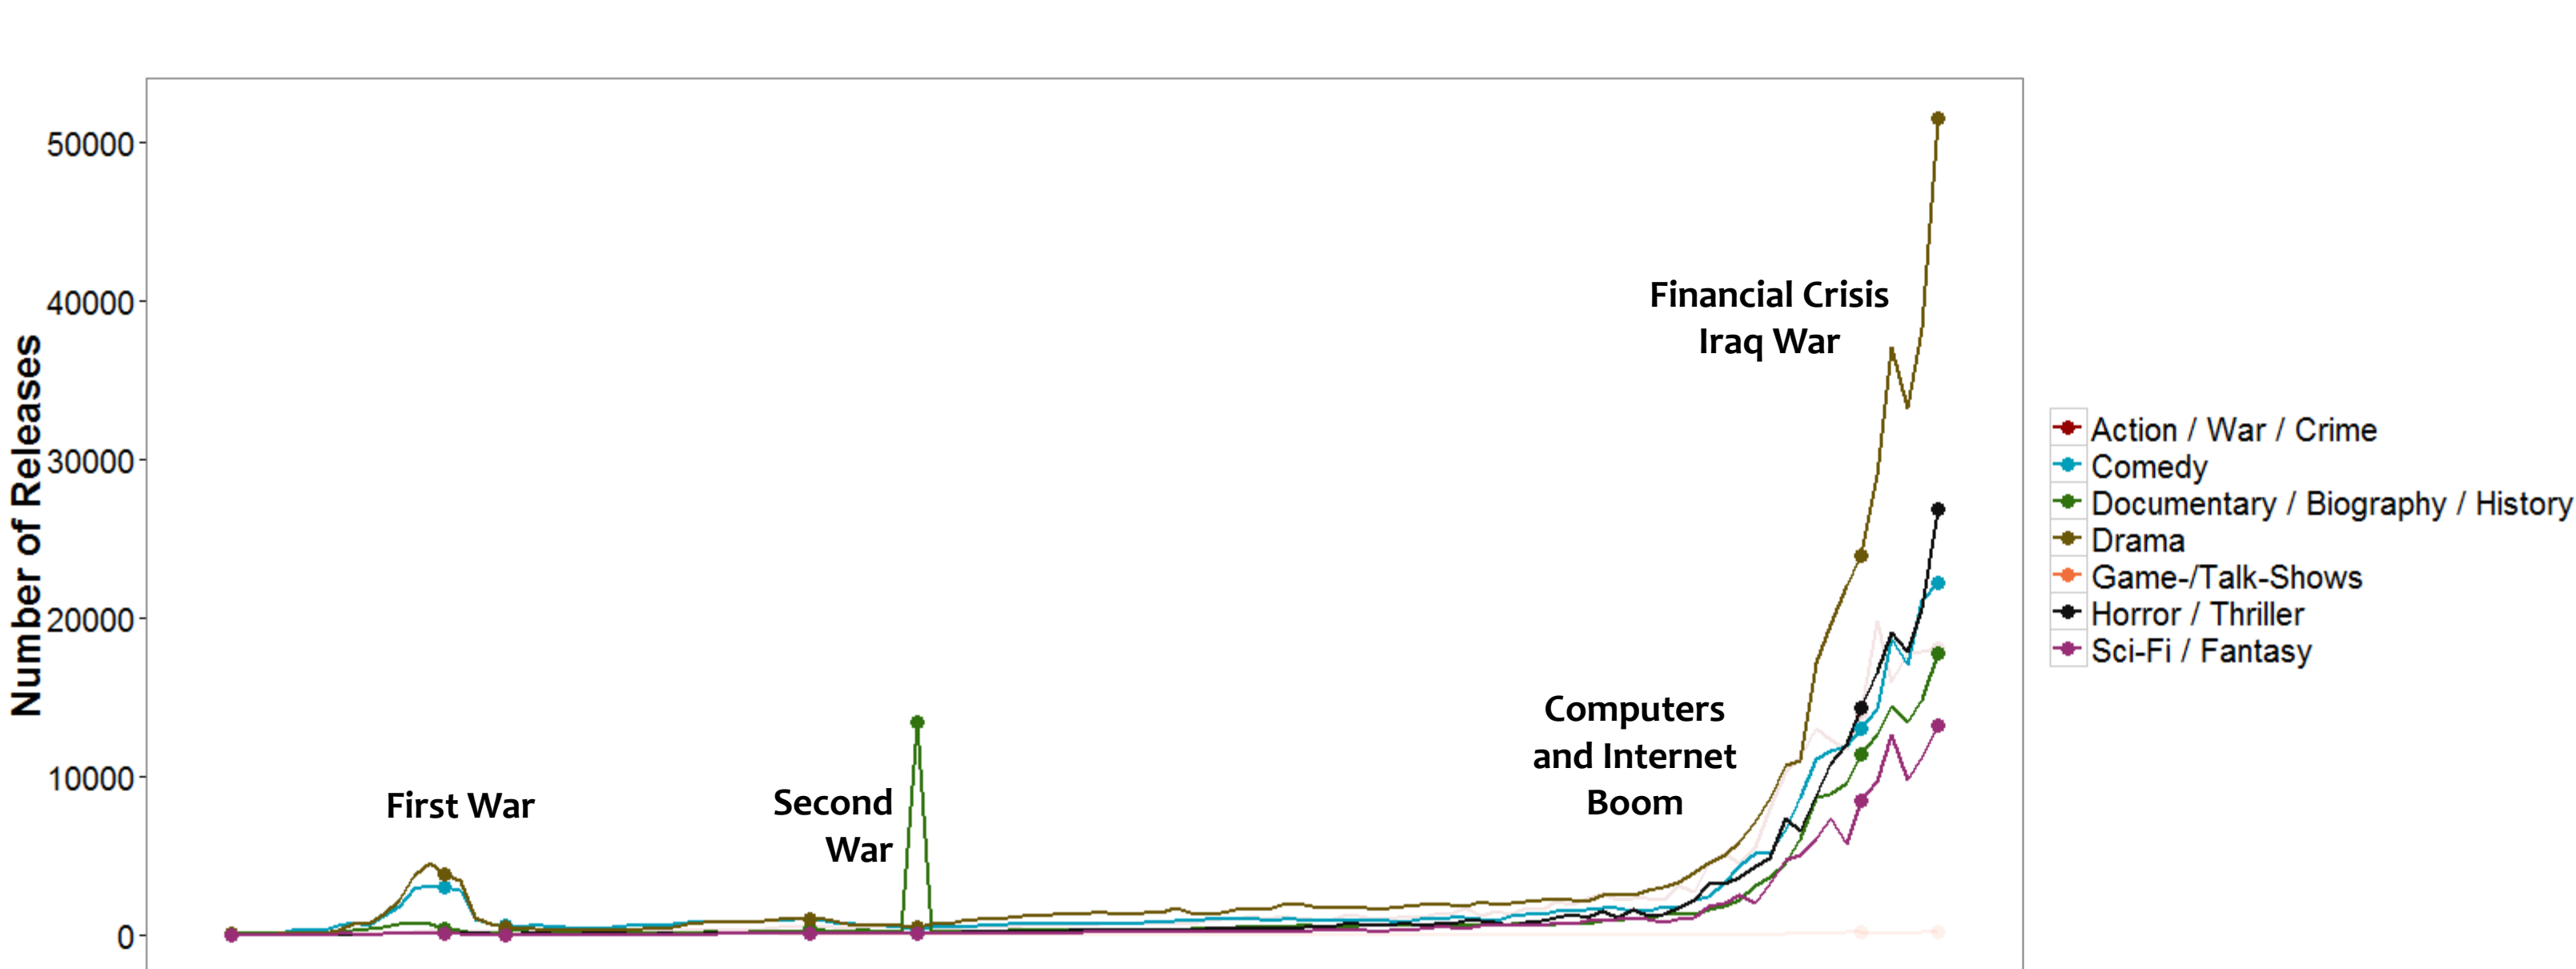 50000
40000
30000
20000
10000
0
Number of Releases
First War
Second
War
Computers
and Internet
Boom
Financial Crisis
Iraq War
Action / War / Crime
Comedy
Documentary / Biography / History
Drama
Game-/Talk-Shows
Horror / Thriller
Sci-Fi / Fantasy